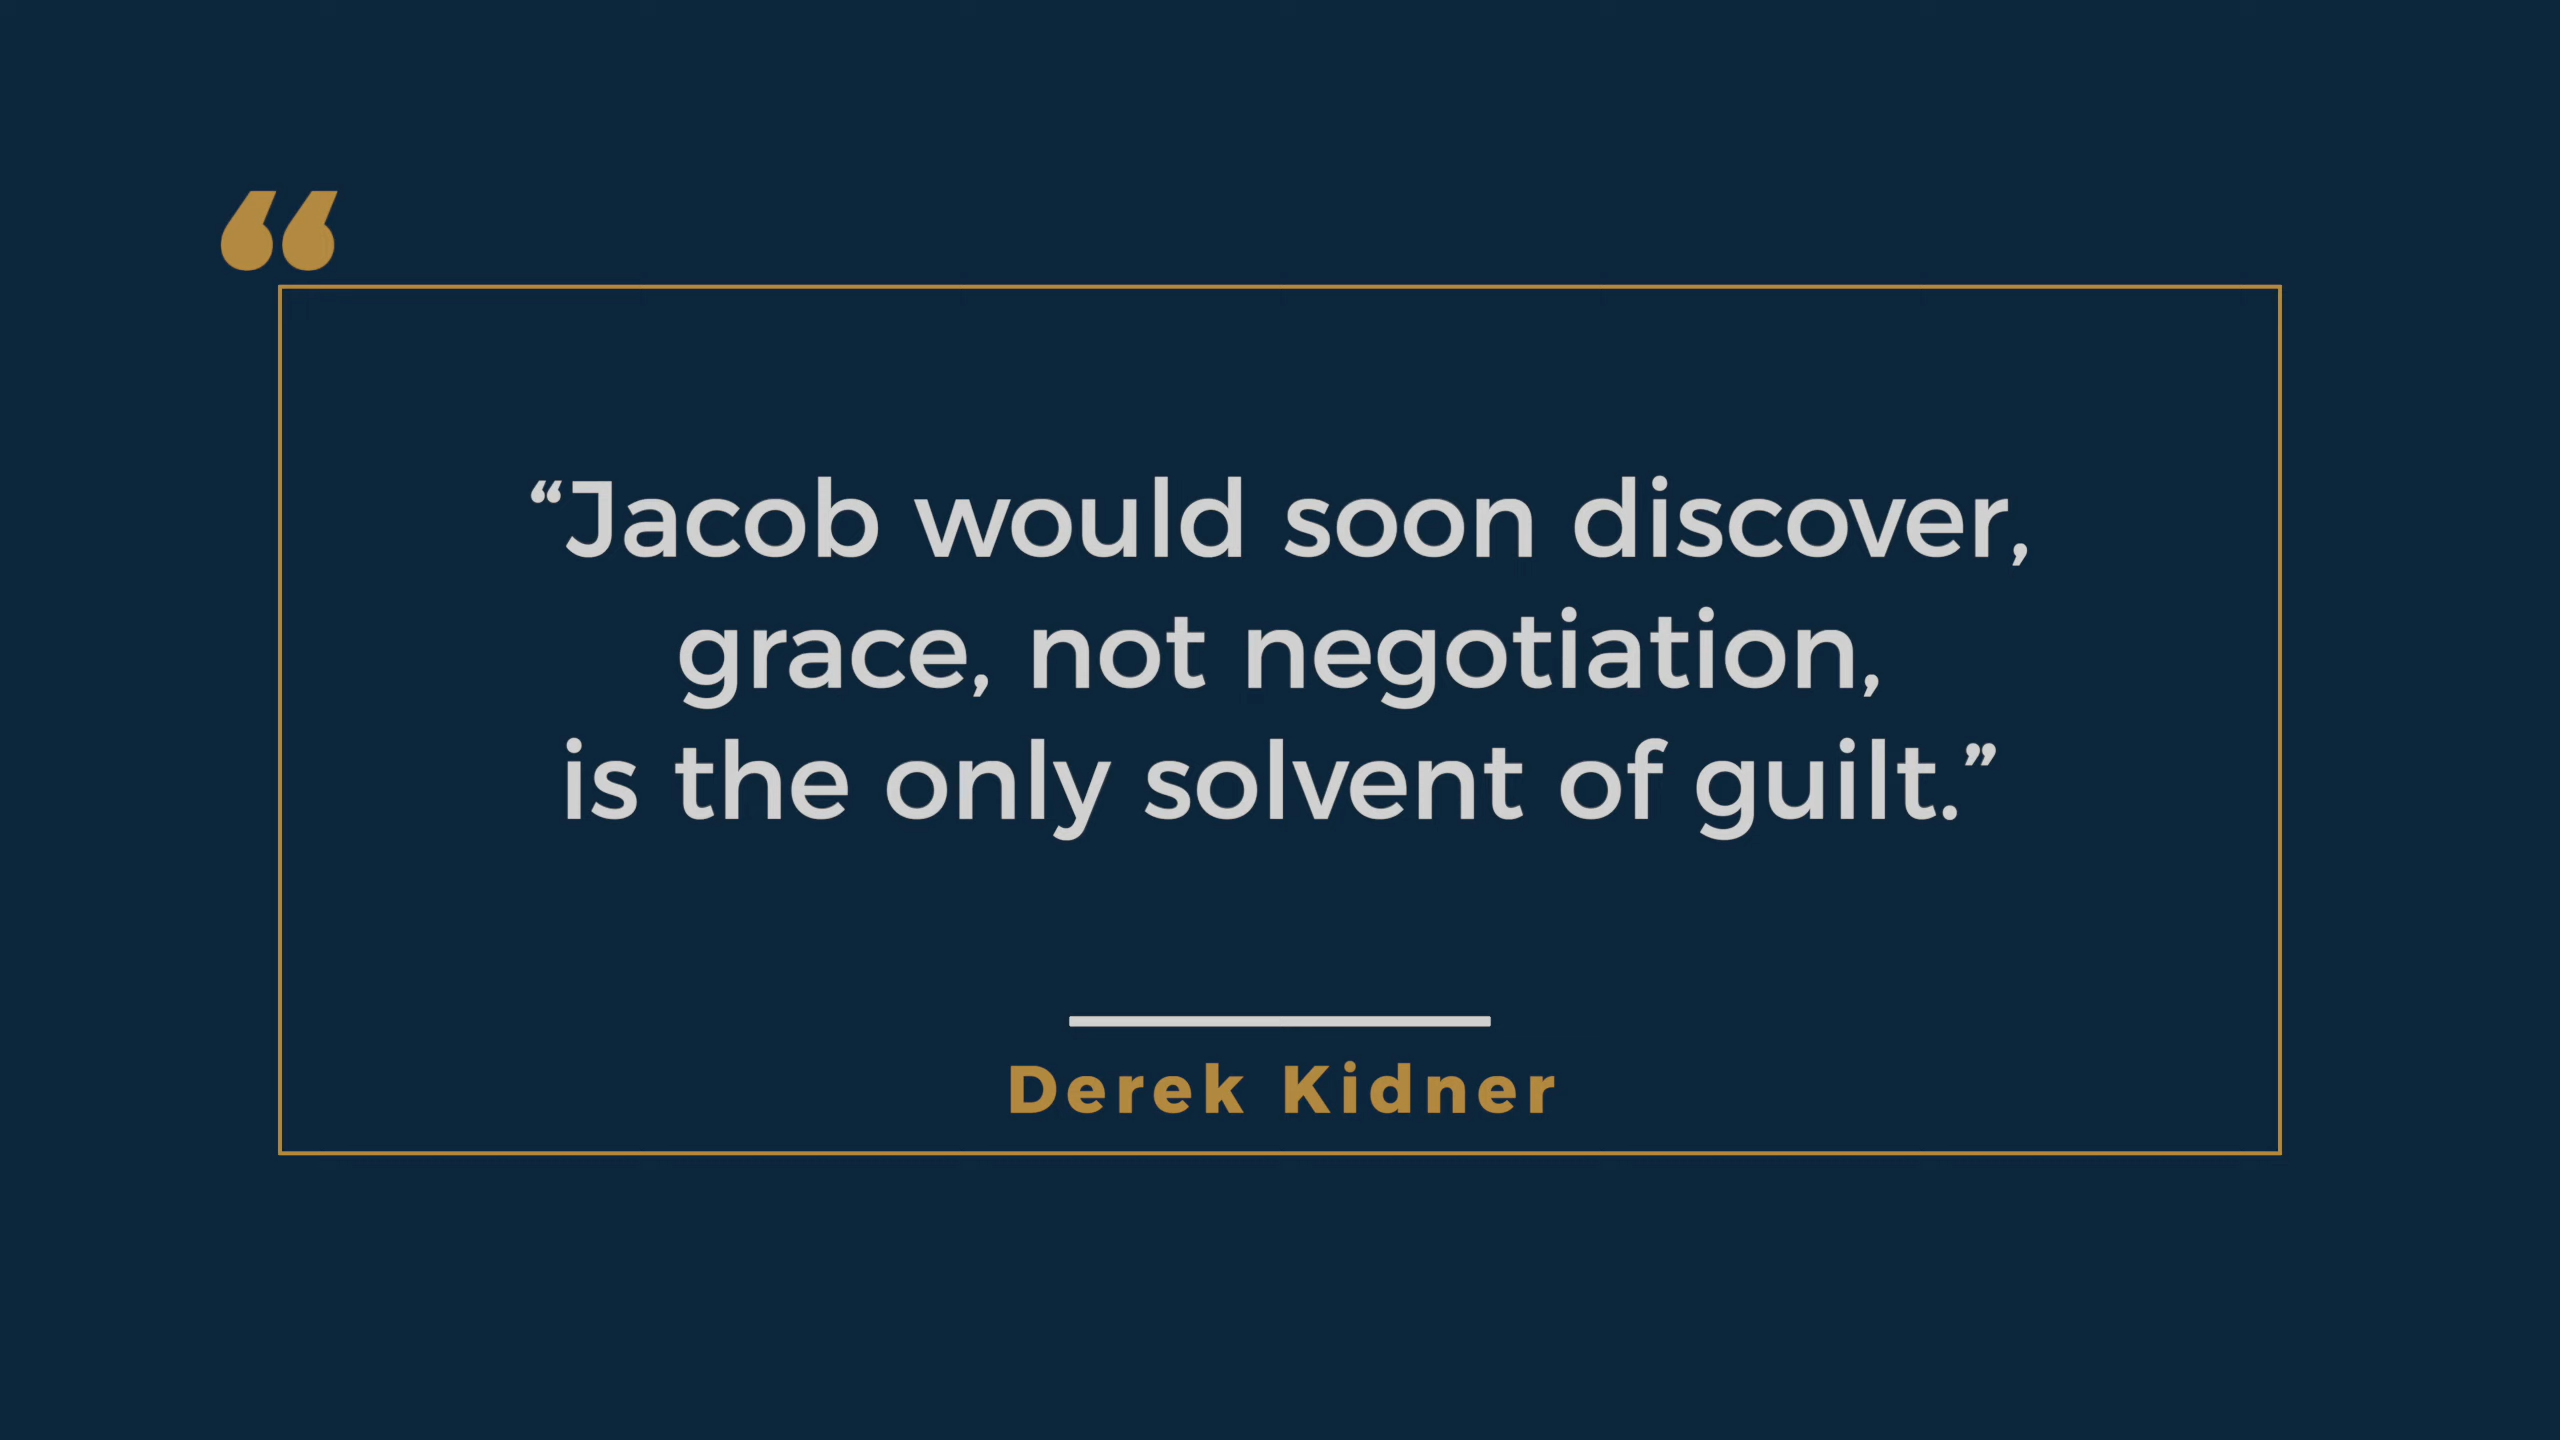 “
“Jacob would soon discover,
grace, not negotiation,
is the only solvent of guilt.”
Derek Kidner